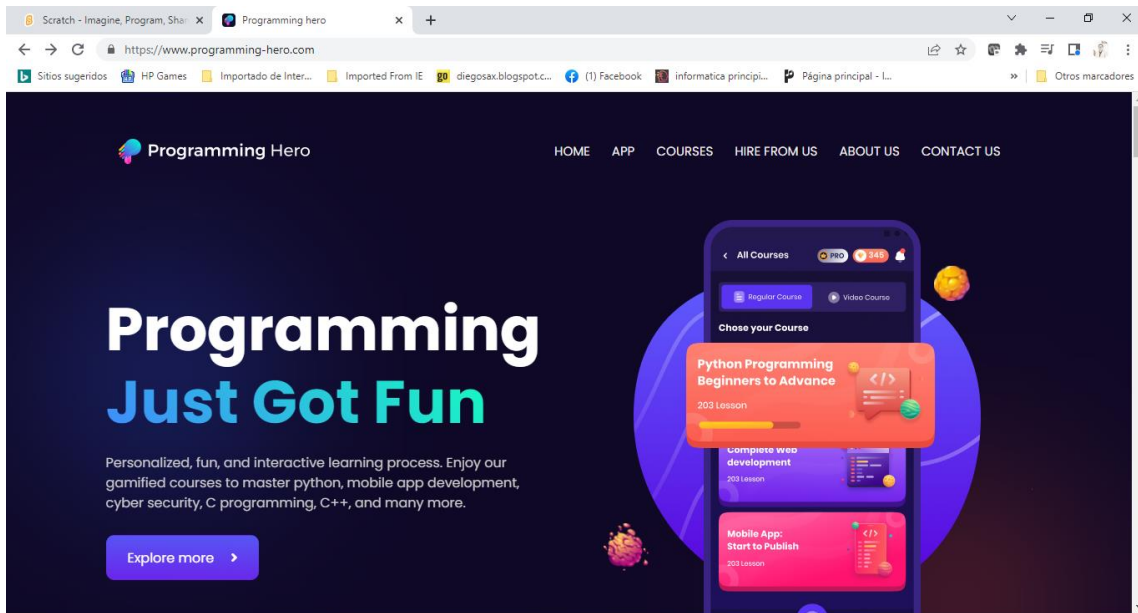 Scratch - Imagine, Program, Shar
Programming hero
https://www.programming-hero.com
Sitios sugeridos HP Games Importado de Inter... Imported From IE go diegosax.blogspot.c... (1) Facebook informatica principi... Página principal - I... » Otros marcadores
Programming Hero HOME APP COURSES HIRE FROM US ABOUT US CONTACT US
Programming
Just Got Fun
Personalized, fun, and interactive learning process. Enjoy our
gamified courses to master python, mobile app development,
cyber security, C programming, C++, and many more.
Explore more
All Courses PRO 345
Regular Course Video Course
Chose your Course
Python Programming
Beginners to Advance
203 Lesson
Complete Web
development
203 Lesson
Mobile App:
Start to Publish
203 Lesson